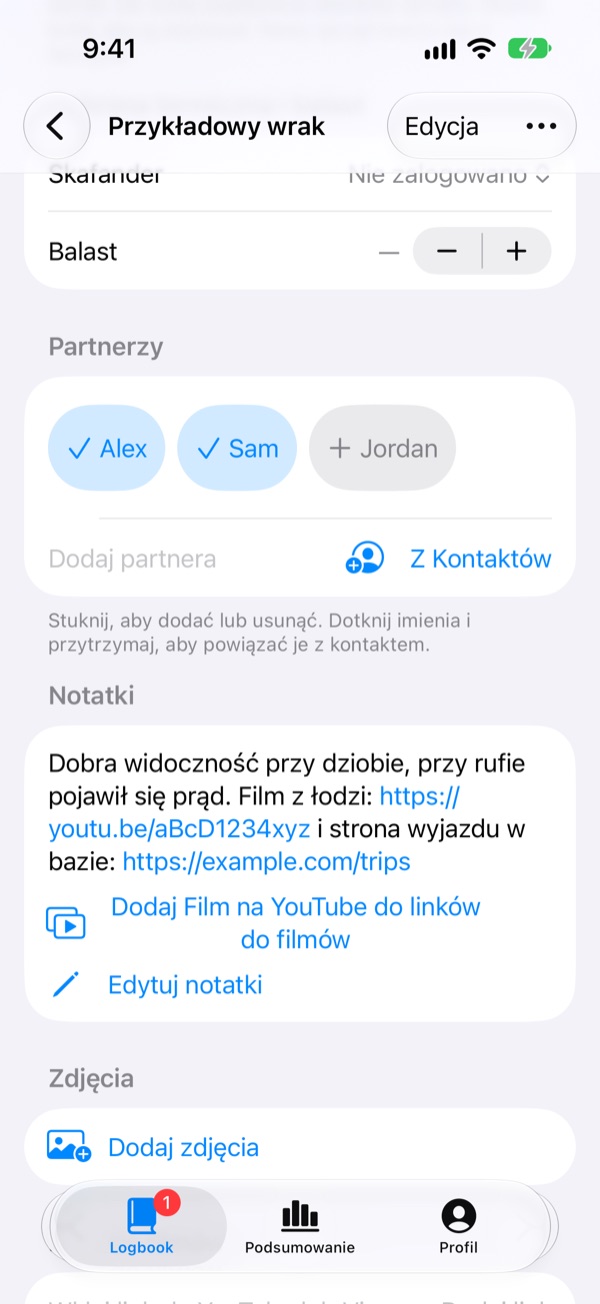 9:41
Przykładowy wrak
Edycja
Skafander
Nie zalogowano
Balast
Partnerzy
Alex
Sam
Jordan
Dodaj partnera
Z Kontaktów
Stuknij, aby dodać lub usunąć. Dotknij imienia i
przytrzymaj, aby powiązać je z kontaktem.
Notatki
Dobra widoczność przy dziobie, przy rufie
pojawił się prąd. Film z łodzi: https://
youtu.be/aBcD1234xyz i strona wyjazdu w
bazie: https://example.com/trips
Dodaj Film na YouTube do linków
do filmów
Edytuj notatki
Zdjęcia
Dodaj zdjęcia
1
Logbook
Podsumowanie
Profil